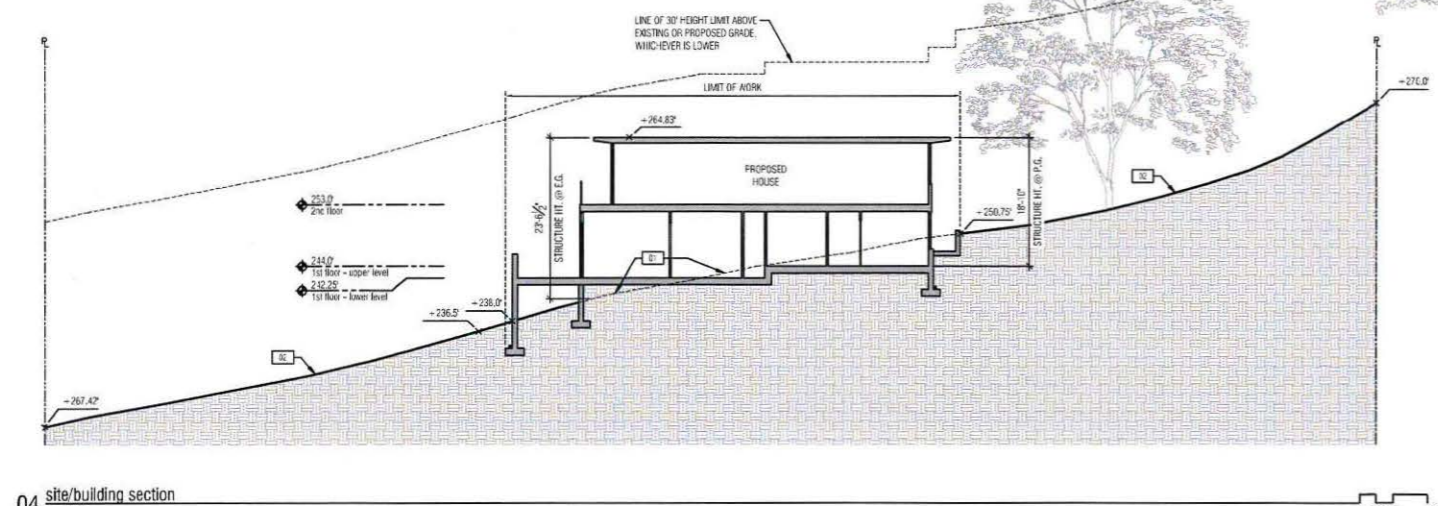 LINE OF 30' HEIGHT LIMIT ABOVE
EXISTING OR PROPOSED GRADE,
WHICHEVER IS LOWER
LIMIT OF WORK
+270.0'
+264.83'
PROPOSED
HOUSE
02
253.0'
2nd floor
23'-6½"
STRUCTURE HT. @ E.G.
18'-10"
STRUCTURE HT. @ P.G.
+250.75'
244.0'
1st floor - upper level
01
242.25'
1st floor - lower level
+238.0'
+236.5'
02
+267.42'
04 site/building section